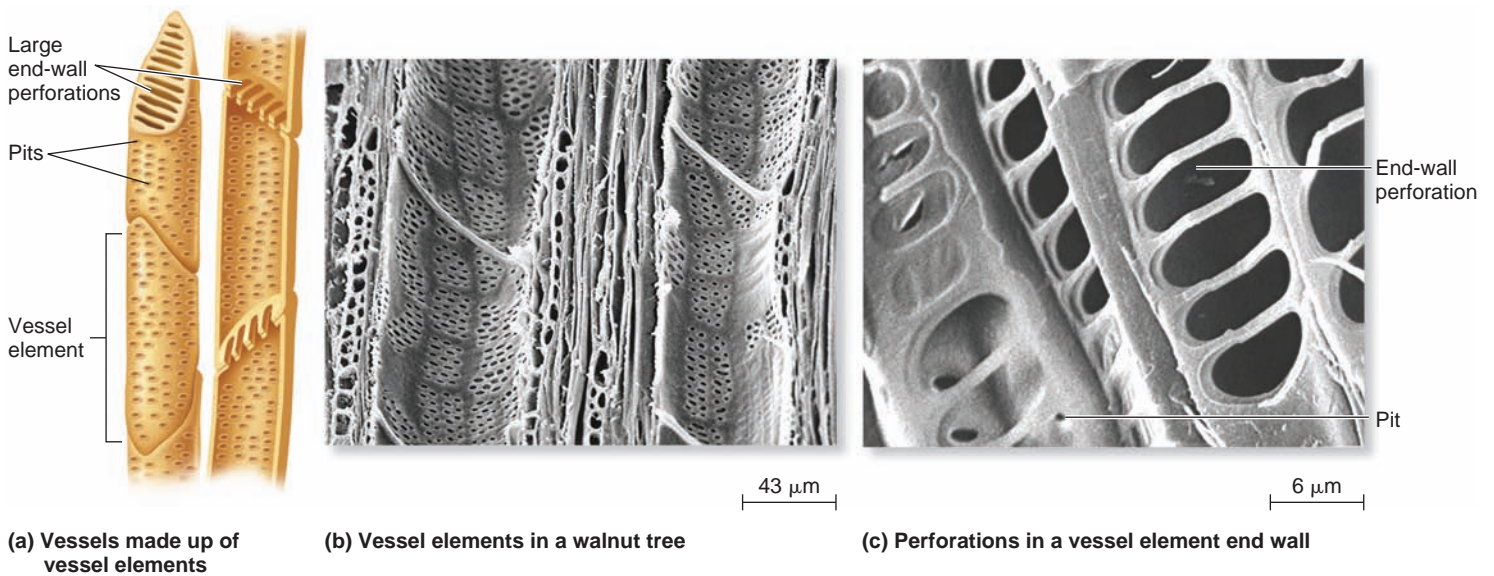 Large
end-wall
perforations
Pits
Vessel
element
End-wall
perforation
Pit
43 μm
6 μm
(a) Vessels made up of
vessel elements
(b) Vessel elements in a walnut tree
(c) Perforations in a vessel element end wall